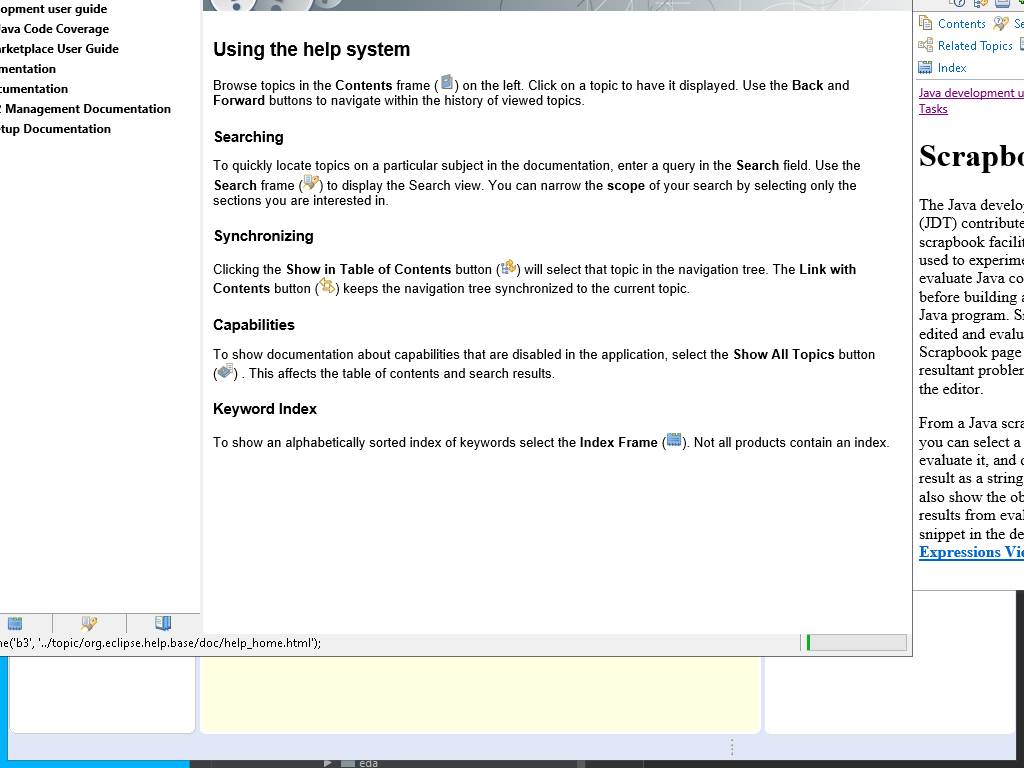 opment user guide
Java Code Coverage
arketplace User Guide
mentation
cumentation
Management Documentation
tup Documentation
Using the help system
Browse topics in the Contents frame ( ) on the left. Click on a topic to have it displayed. Use the Back and
Forward buttons to navigate within the history of viewed topics.
Searching
To quickly locate topics on a particular subject in the documentation, enter a query in the Search field. Use the
Search frame ( ) to display the Search view. You can narrow the scope of your search by selecting only the
sections you are interested in.
Synchronizing
Clicking the Show in Table of Contents button ( ) will select that topic in the navigation tree. The Link with
Contents button ( ) keeps the navigation tree synchronized to the current topic.
Capabilities
To show documentation about capabilities that are disabled in the application, select the Show All Topics button
( ) . This affects the table of contents and search results.
Keyword Index
To show an alphabetically sorted index of keywords select the Index Frame ( ). Not all products contain an index.
ne('b3', '../topic/org.eclipse.help.base/doc/help_home.html');
Contents Se
Related Topics
Index
Java development u
Tasks
Scrapbo
The Java develop
(JDT) contribute
scrapbook facilit
used to experime
evaluate Java co
before building a
Java program. Sn
edited and evalua
Scrapbook page
resultant problem
the editor.
From a Java scra
you can select a
evaluate it, and d
result as a string
also show the ob
results from eval
snippet in the de
Expressions Vie
eda